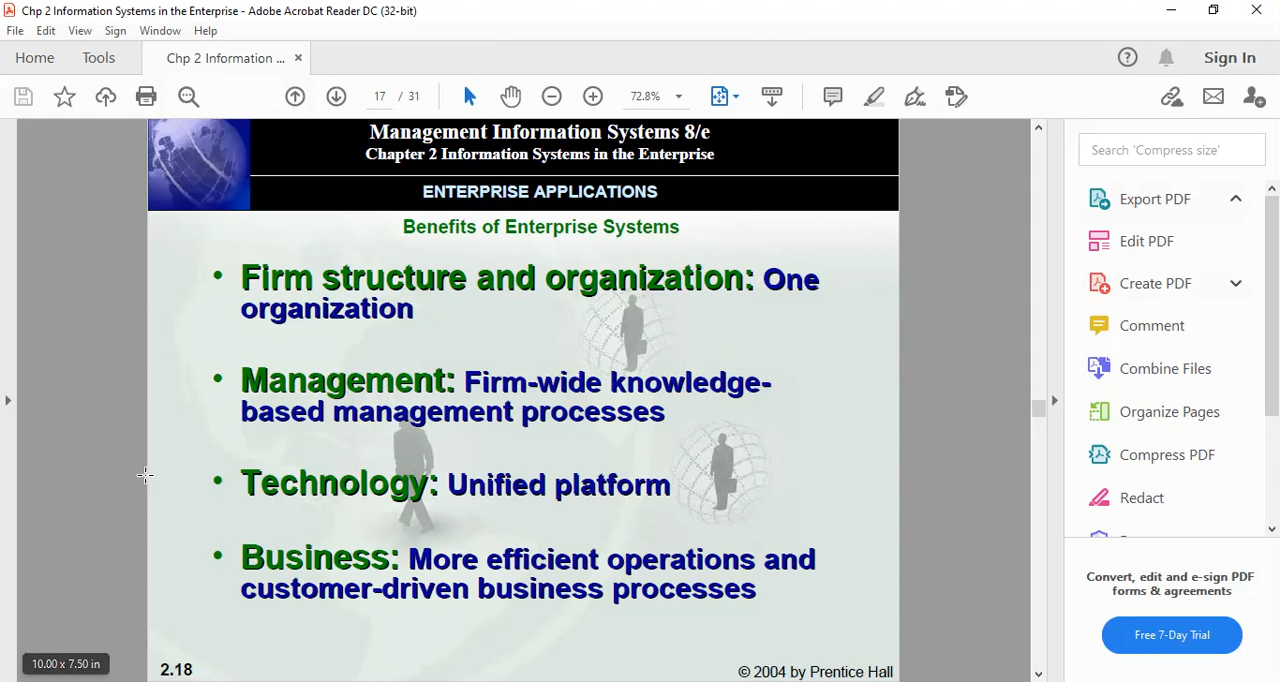 Chp 2 Information Systems in the Enterprise - Adobe Acrobat Reader DC (32-bit)
File Edit View Sign Window Help
Home Tools Chp 2 Information ... × Sign In
17 / 31 72.8%
Management Information Systems 8/e
Chapter 2 Information Systems in the Enterprise
ENTERPRISE APPLICATIONS
Benefits of Enterprise Systems
• Firm structure and organization: One
organization
• Management: Firm-wide knowledge-
based management processes
• Technology: Unified platform
• Business: More efficient operations and
customer-driven business processes
10.00 x 7.50 in
2.18
© 2004 by Prentice Hall
Search 'Compress size'
Export PDF
Edit PDF
Create PDF
Comment
Combine Files
Organize Pages
Compress PDF
Redact
Convert, edit and e-sign PDF
forms & agreements
Free 7-Day Trial